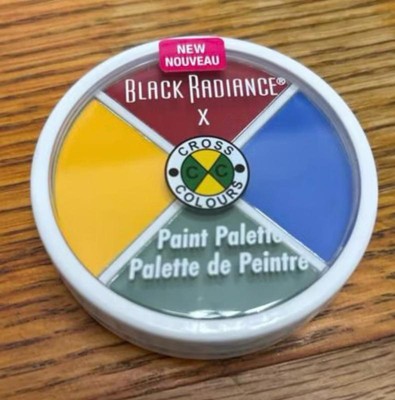 NEW
NOUVEAU
BLACK RADIANCE®
X
CROSS
C C
COLOURS
Paint Palette
Palette de Peintre